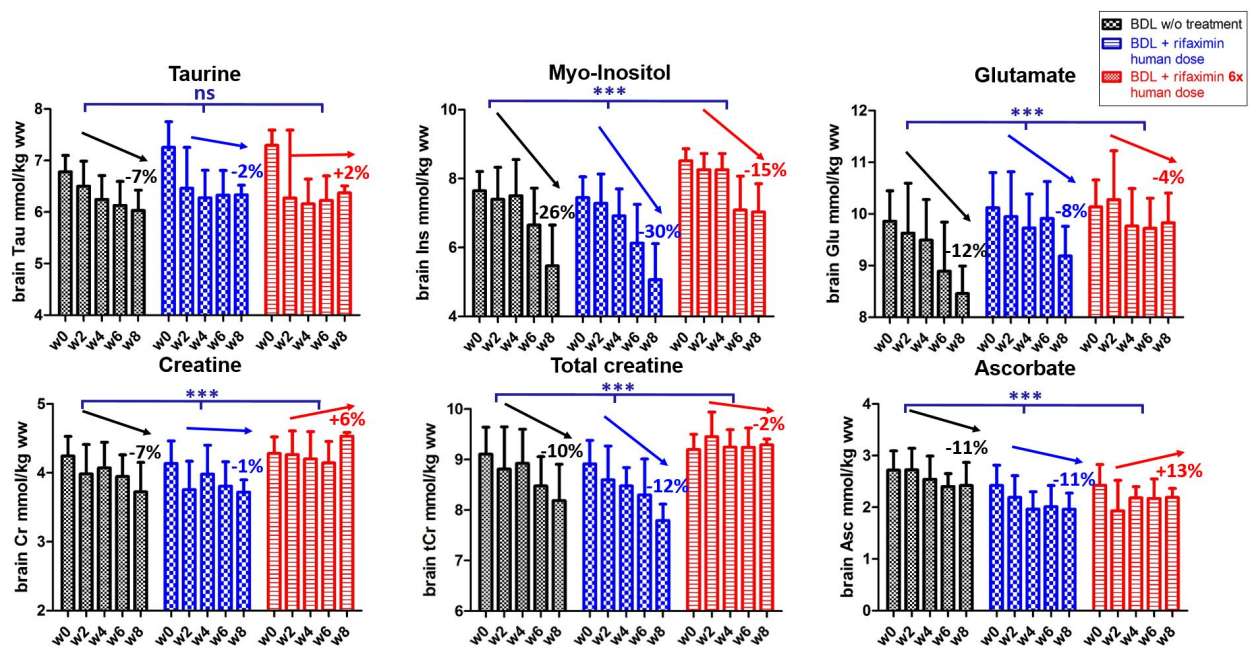 BDL w/o treatment
BDL + rifaximin
human dose
BDL + rifaximin 6x
human dose
Taurine
ns
brain Tau mmol/kg ww
8
7
6
5
4
-7%
-2%
+2%
w0 w2 w4 w6 w8 w0 w2 w4 w6 w8 w0 w2 w4 w6 w8
Myo-Inositol
***
brain Ins mmol/kg ww
10
8
6
4
-26%
-30%
-15%
w0 w2 w4 w6 w8 w0 w2 w4 w6 w8 w0 w2 w4 w6 w8
Glutamate
***
brain Glu mmol/kg ww
12
11
10
9
8
-12%
-8%
-4%
w0 w2 w4 w6 w8 w0 w2 w4 w6 w8 w0 w2 w4 w6 w8
Creatine
***
brain Cr mmol/kg ww
5
4
3
2
-7%
-1%
+6%
w0 w2 w4 w6 w8 w0 w2 w4 w6 w8 w0 w2 w4 w6 w8
Total creatine
***
brain tCr mmol/kg ww
10
9
8
7
6
-10%
-12%
-2%
w0 w2 w4 w6 w8 w0 w2 w4 w6 w8 w0 w2 w4 w6 w8
Ascorbate
***
brain Asc mmol/kg ww
4
3
2
1
0
-11%
-11%
+13%
w0 w2 w4 w6 w8 w0 w2 w4 w6 w8 w0 w2 w4 w6 w8